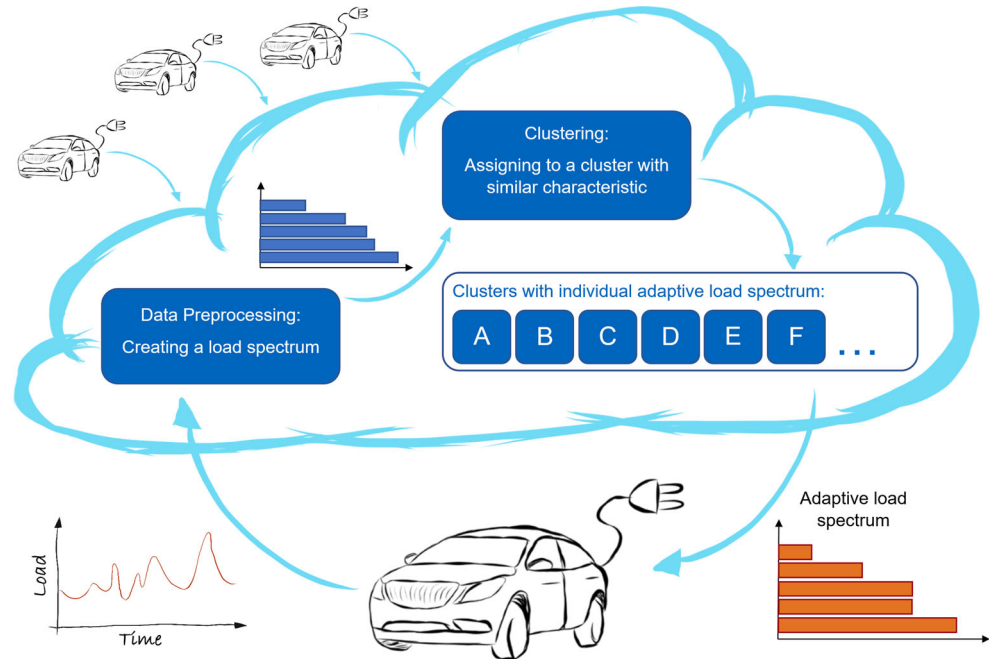 Clustering:
Assigning to a cluster with
similar characteristic
Data Preprocessing:
Creating a load spectrum
Clusters with individual adaptive load spectrum:
A B C D E F ...
Load
Time
Adaptive load
spectrum